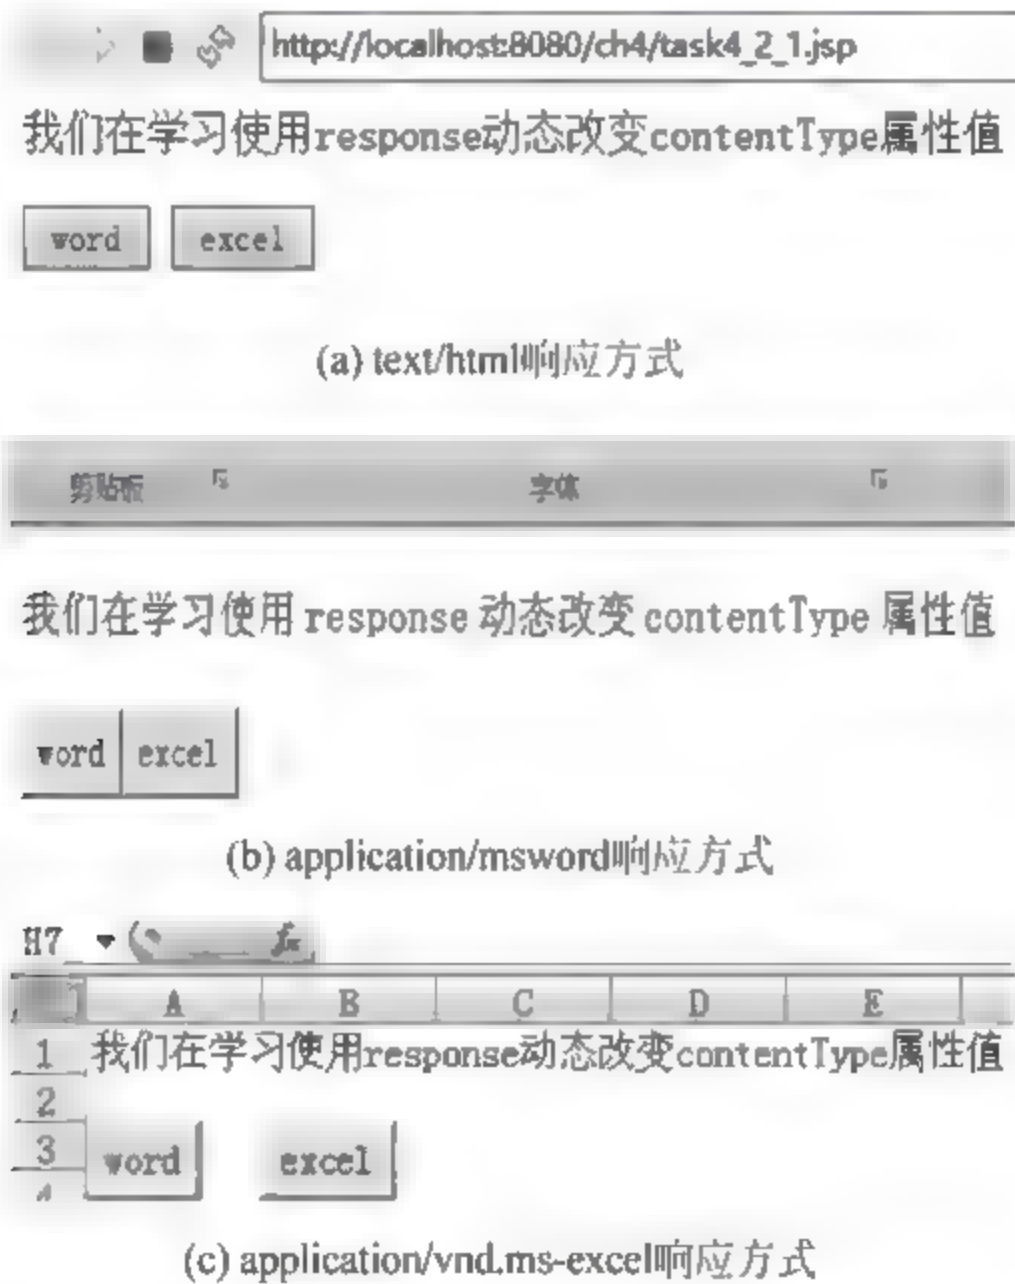 http://localhost:8080/ch4/task4_2_1.jsp
我们在学习使用response动态改变contentType属性值
word excel
(a) text/html响应方式
剪贴板 字体
我们在学习使用 response 动态改变 contentType 属性值
word excel
(b) application/msword响应方式
H7 fx
A B C D E
1 我们在学习使用response动态改变contentType属性值
2
3 word excel
4
(c) application/vnd.ms-excel响应方式